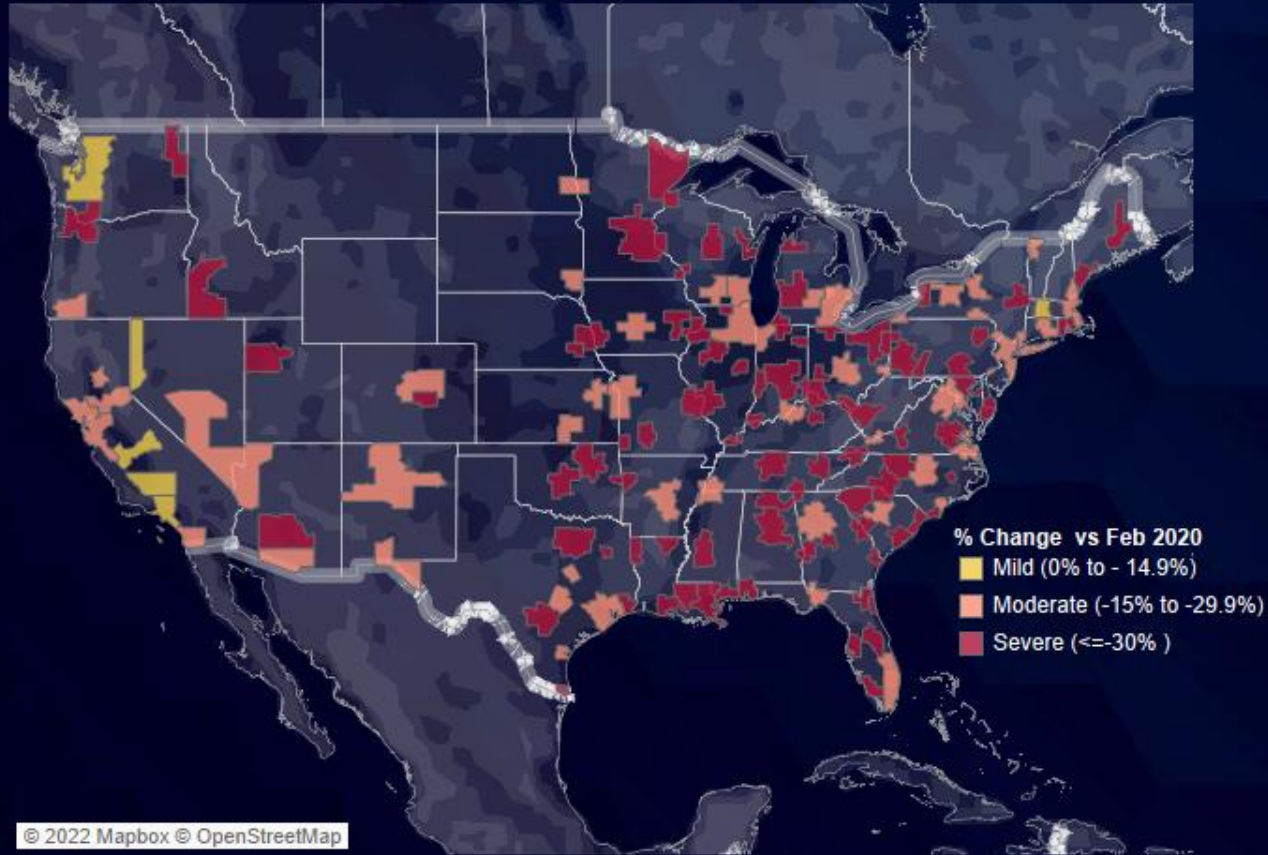 % Change vs Feb 2020
Mild (0% to - 14.9%)
Moderate (-15% to -29.9%)
Severe (<=-30% )
© 2022 Mapbox © OpenStreetMap